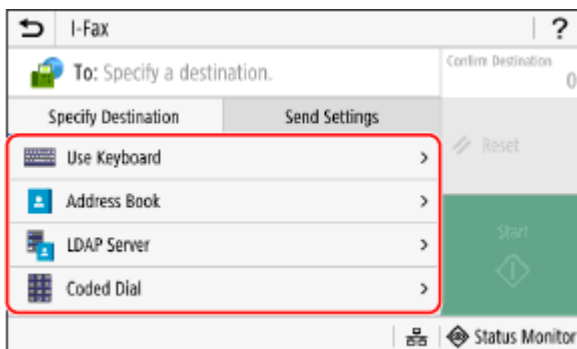 I-Fax ?
To: Specify a destination.
Confirm Destination
0
Specify Destination Send Settings
Reset
Use Keyboard
Address Book
LDAP Server
Coded Dial
Start
Status Monitor